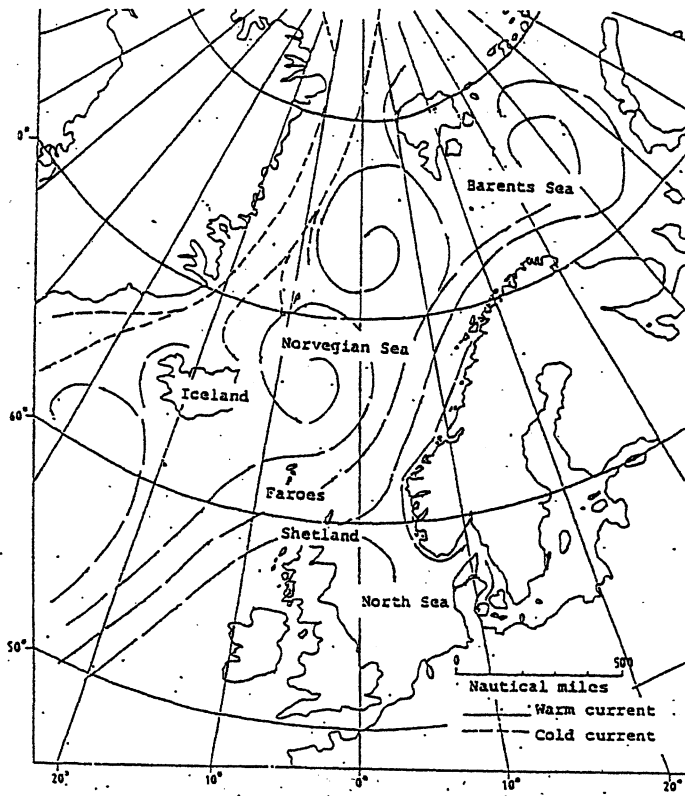 0°
Barents Sea
Norvegian Sea
Iceland
60°
Faroes
Shetland
North Sea
50°
0 500
Nautical miles
Warm current
Cold current
20° 10° 0° 10° 20°